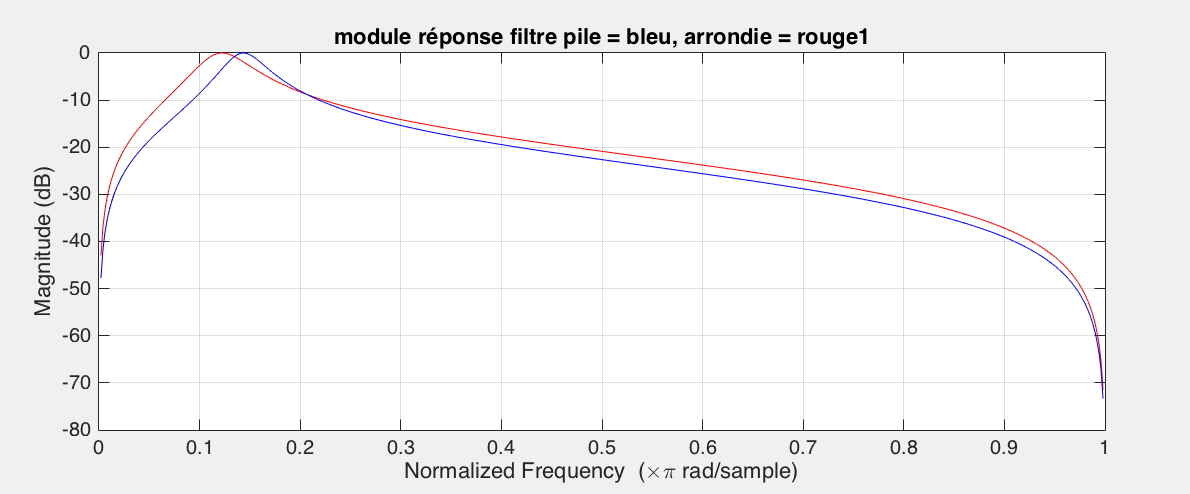 module réponse filtre pile = bleu, arrondie = rouge1
0
-10
-20
-30
-40
-50
-60
-70
-80
Magnitude (dB)
0 0.1 0.2 0.3 0.4 0.5 0.6 0.7 0.8 0.9 1
Normalized Frequency (×π rad/sample)